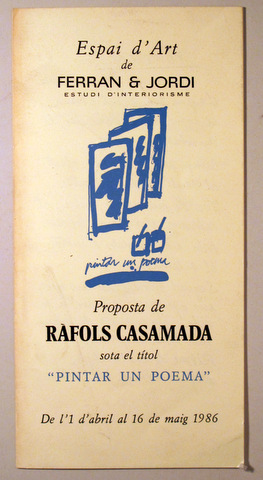 Espai d'Art
de
FERRAN & JORDI
ESTUDI D'INTERIORISME
pintar un poema
Proposta de
RÀFOLS CASAMADA
sota el títol
"PINTAR UN POEMA"
De l'1 d'abril al 16 de maig 1986